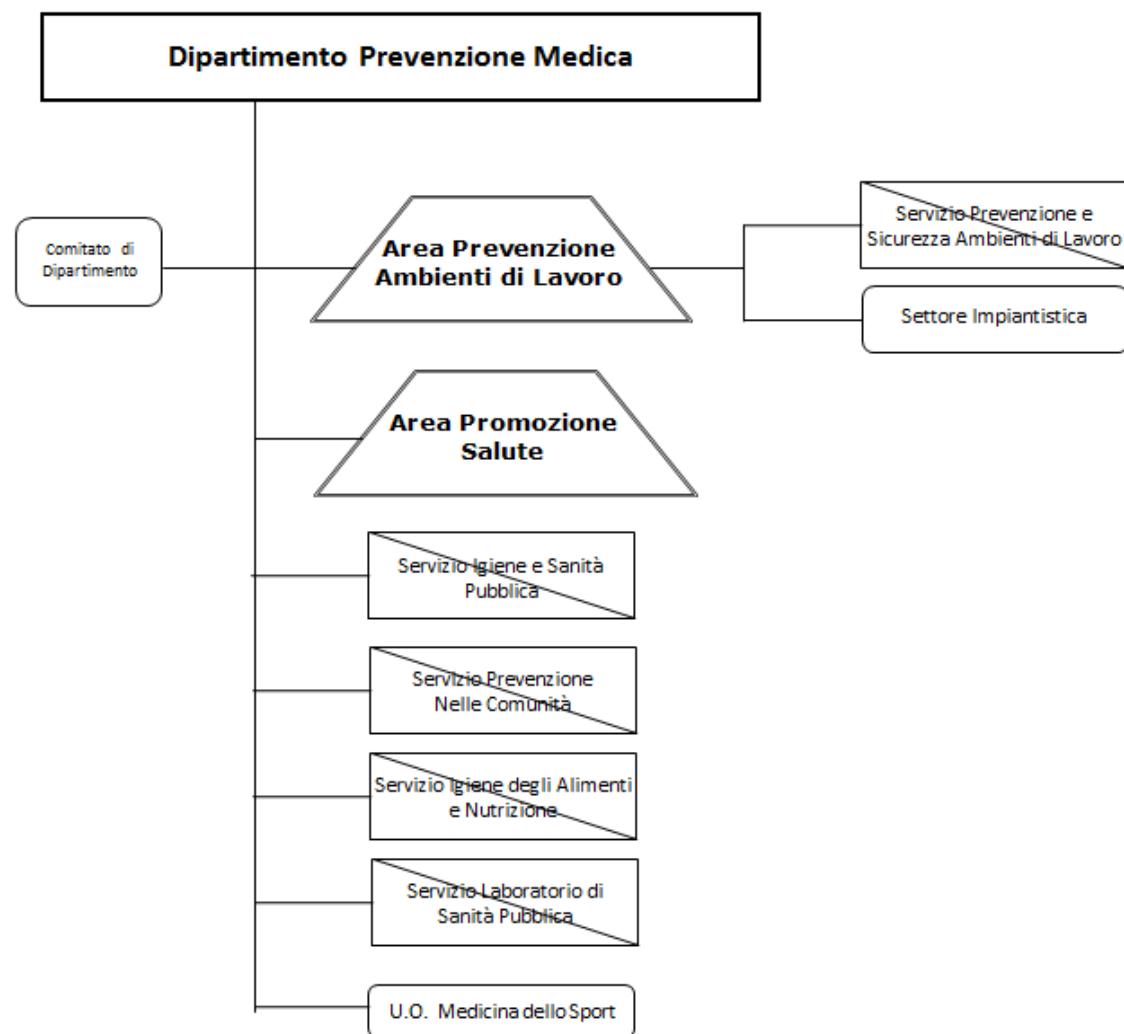 Dipartimento Prevenzione Medica
Comitato di
Dipartimento
Area Prevenzione
Ambienti di Lavoro
Servizio Prevenzione e
Sicurezza Ambienti di Lavoro
Settore Impiantistica
Area Promozione
Salute
Servizio Igiene e Sanità
Pubblica
Servizio Prevenzione
Nelle Comunità
Servizio Igiene degli Alimenti
e Nutrizione
Servizio Laboratorio di
Sanità Pubblica
U.O. Medicina dello Sport